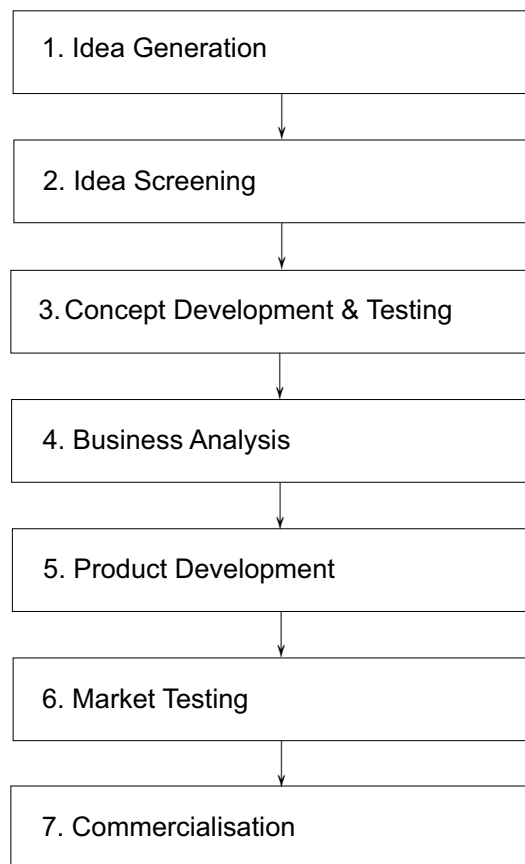 1. Idea Generation
2. Idea Screening
3. Concept Development & Testing
4. Business Analysis
5. Product Development
6. Market Testing
7. Commercialisation